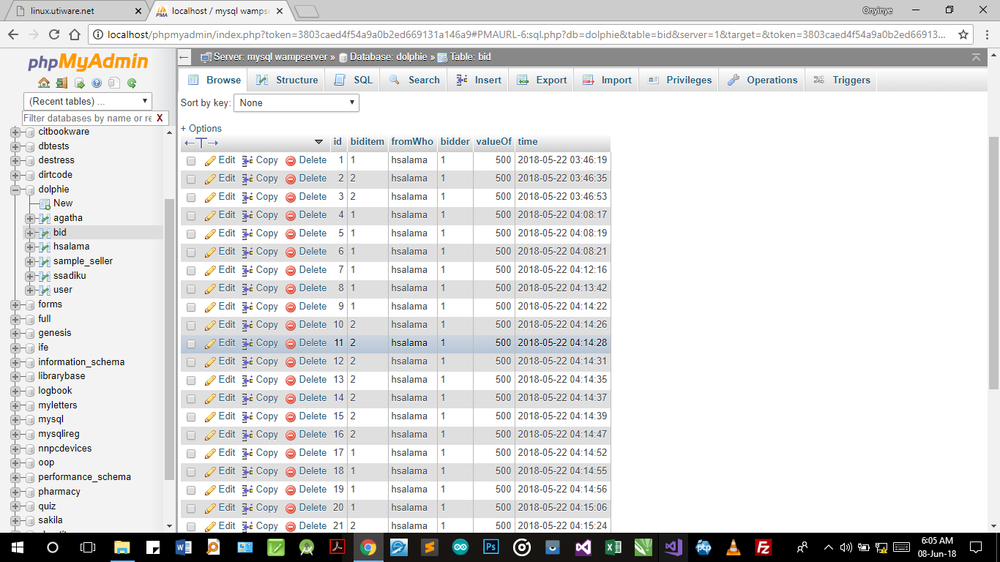 linux.utiware.net
localhost / mysql wampse
Onyinye
localhost/phpmyadmin/index.php?token=3803caed4f54a9a0b2ed669131a146a9#PMAURL-6:sql.php?db=dolphie&table=bid&server=1&target=&token=3803caed4f54a9a0b2ed66913...
phpMyAdmin
(Recent tables) ...
Filter databases by name or re X
citbookware
dbtests
destress
dirtcode
dolphie
New
agatha
bid
hsalama
sample_seller
ssadiku
user
forms
full
genesis
ife
information_schema
librarybase
logbook
myletters
mysql
mysqlireg
nnpcdevices
oop
performance_schema
pharmacy
quiz
sakila
Server: mysql wampserver » Database: dolphie » Table: bid
Browse Structure SQL Search Insert Export Import Privileges Operations Triggers
Sort by key: None
+ Options
id biditem fromWho bidder valueOf time
Edit Copy Delete 1 1 hsalama 1 500 2018-05-22 03:46:19
Edit Copy Delete 2 2 hsalama 1 500 2018-05-22 03:46:35
Edit Copy Delete 3 2 hsalama 1 500 2018-05-22 03:46:53
Edit Copy Delete 4 1 hsalama 1 500 2018-05-22 04:08:17
Edit Copy Delete 5 1 hsalama 1 500 2018-05-22 04:08:19
Edit Copy Delete 6 1 hsalama 1 500 2018-05-22 04:08:21
Edit Copy Delete 7 1 hsalama 1 500 2018-05-22 04:12:16
Edit Copy Delete 8 1 hsalama 1 500 2018-05-22 04:13:42
Edit Copy Delete 9 1 hsalama 1 500 2018-05-22 04:14:22
Edit Copy Delete 10 2 hsalama 1 500 2018-05-22 04:14:26
Edit Copy Delete 11 2 hsalama 1 500 2018-05-22 04:14:28
Edit Copy Delete 12 2 hsalama 1 500 2018-05-22 04:14:31
Edit Copy Delete 13 2 hsalama 1 500 2018-05-22 04:14:35
Edit Copy Delete 14 2 hsalama 1 500 2018-05-22 04:14:37
Edit Copy Delete 15 2 hsalama 1 500 2018-05-22 04:14:39
Edit Copy Delete 16 2 hsalama 1 500 2018-05-22 04:14:47
Edit Copy Delete 17 1 hsalama 1 500 2018-05-22 04:14:52
Edit Copy Delete 18 1 hsalama 1 500 2018-05-22 04:14:55
Edit Copy Delete 19 1 hsalama 1 500 2018-05-22 04:14:56
Edit Copy Delete 20 1 hsalama 1 500 2018-05-22 04:15:06
Edit Copy Delete 21 2 hsalama 1 500 2018-05-22 04:15:24
6:05 AM
08-Jun-18